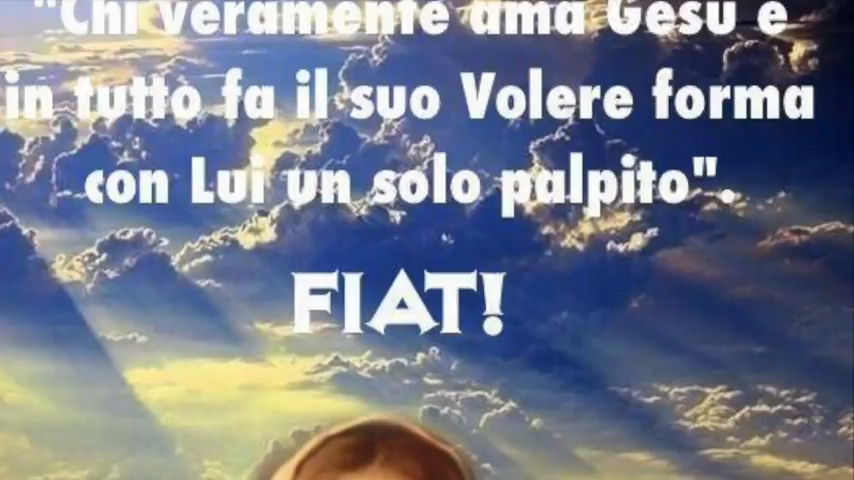 "Chi veramente ama Gesù e
in tutto fa il suo Volere forma
con Lui un solo palpito".
FIAT!